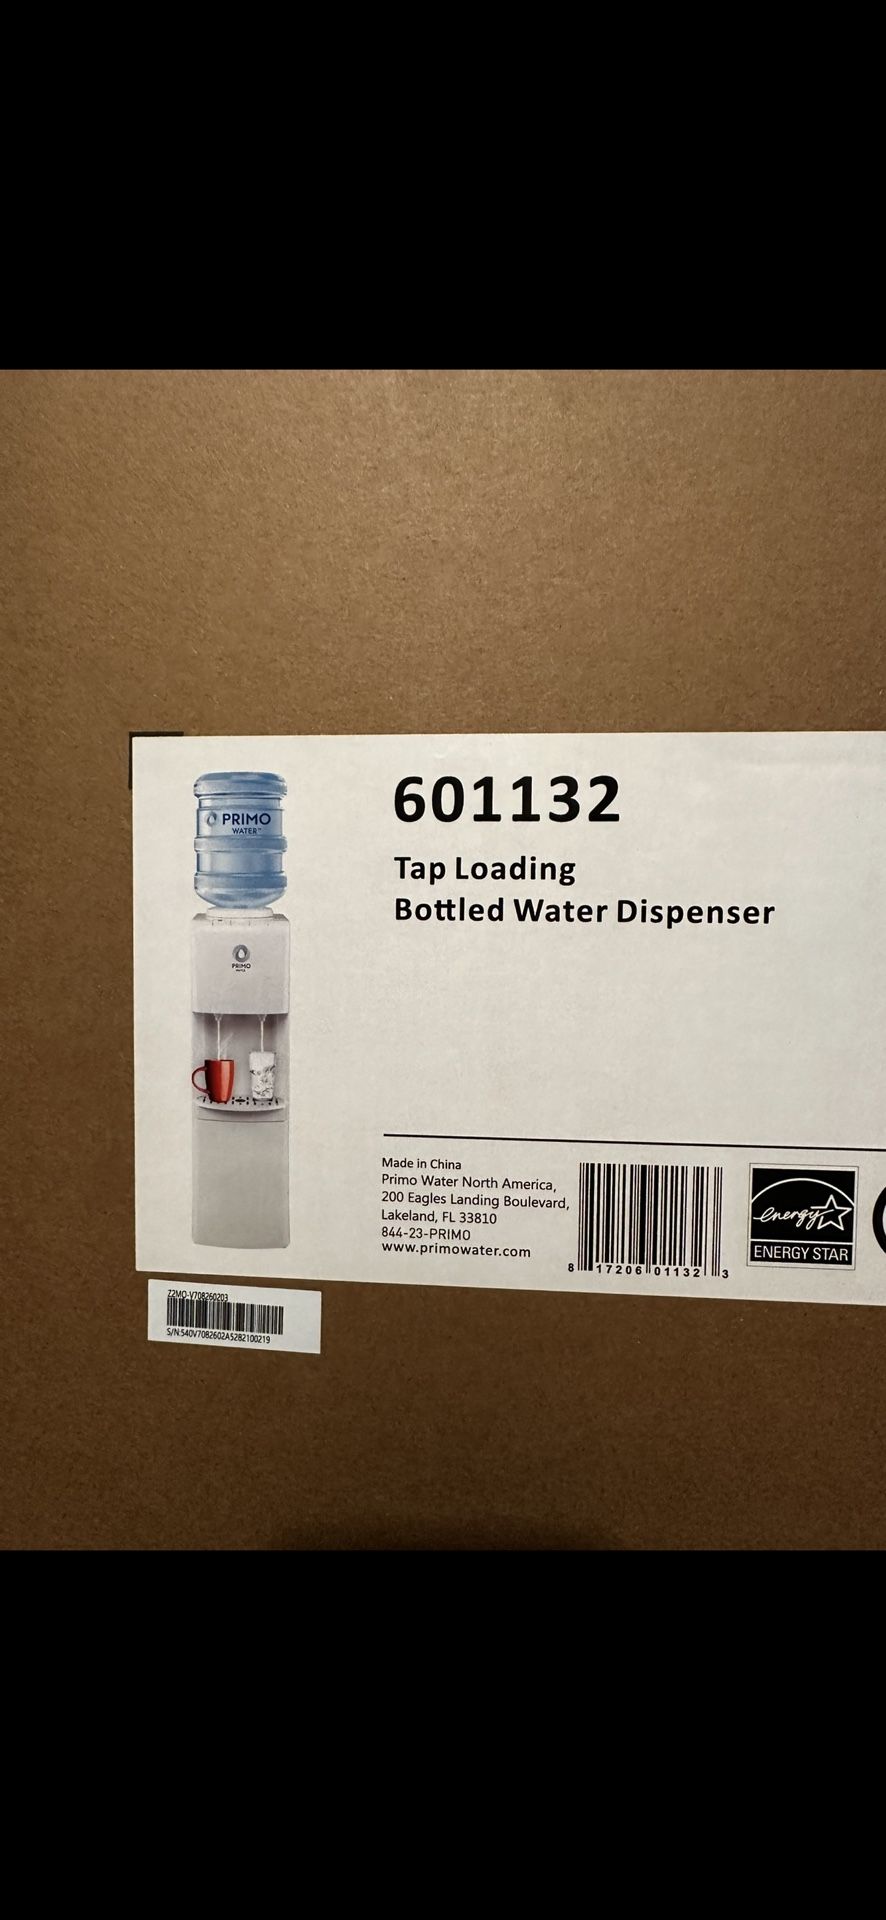 PRIMO
WATER™
PRIMO
WATER
601132
Tap Loading
Bottled Water Dispenser
Made in China
Primo Water North America,
200 Eagles Landing Boulevard,
Lakeland, FL 33810
844-23-PRIMO
www.primowater.com
8 17206 01132 3
energy
ENERGY STAR
Z2MO-V708260203
S/N:540V7082602A5282100219